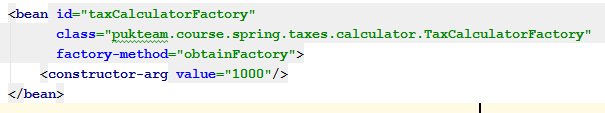 <bean id="taxCalculatorFactory"
class="pukteam.course.spring.taxes.calculator.TaxCalculatorFactory"
factory-method="obtainFactory">
<constructor-arg value="1000"/>
</bean>